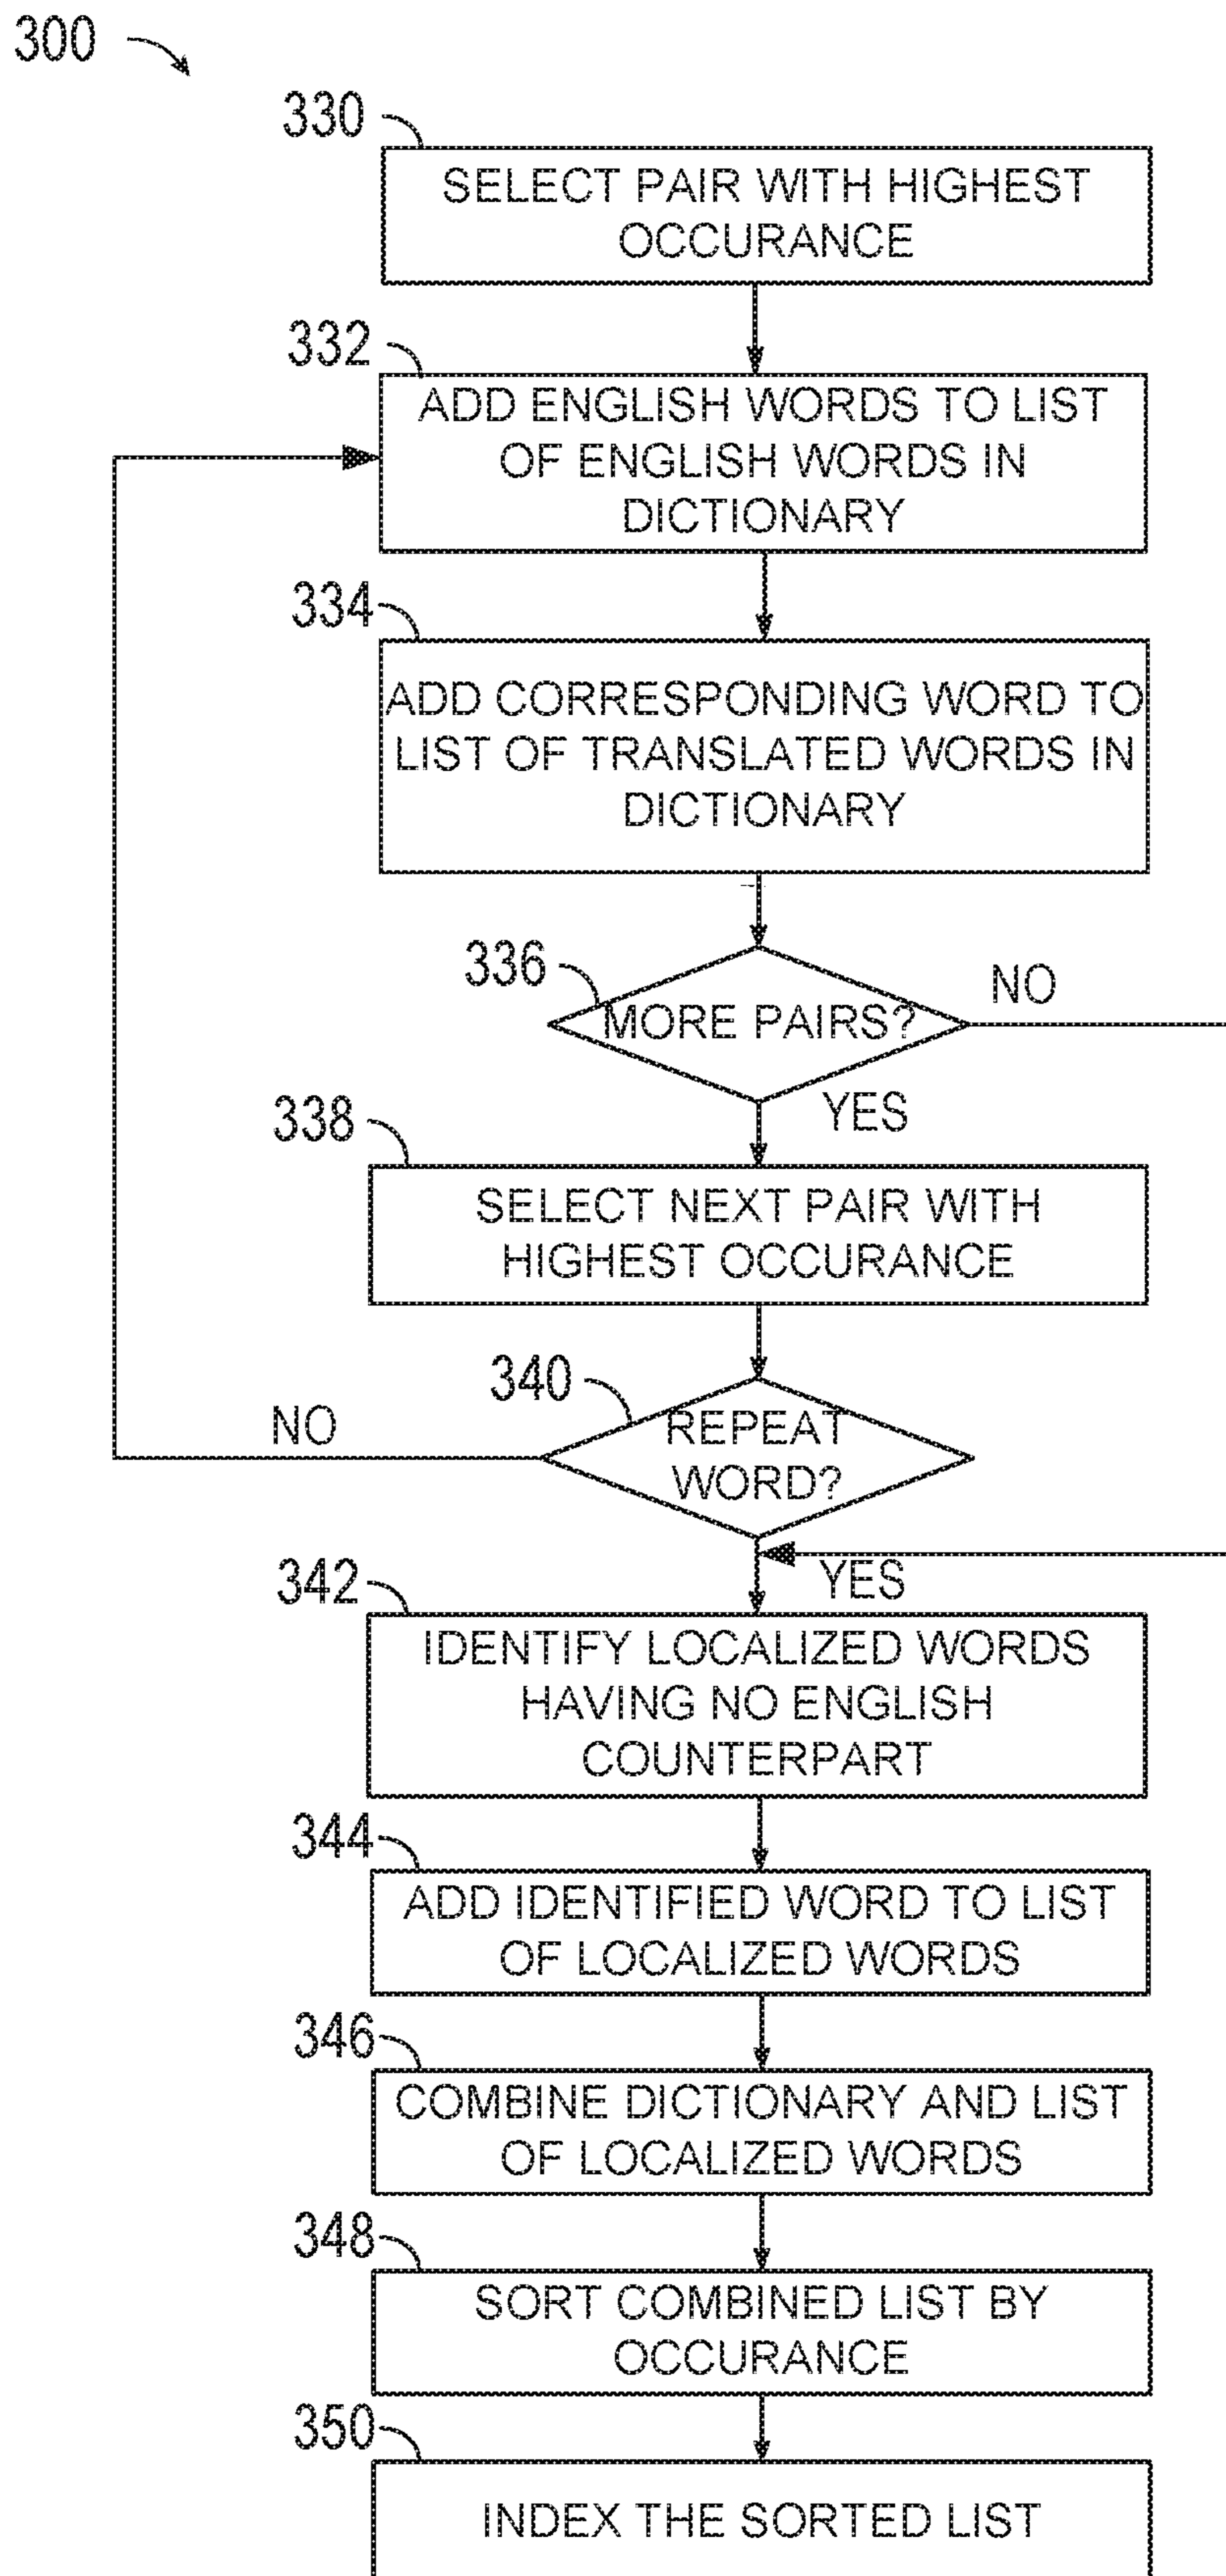 300
330
SELECT PAIR WITH HIGHEST
OCCURANCE
332
ADD ENGLISH WORDS TO LIST
OF ENGLISH WORDS IN
DICTIONARY
334
ADD CORRESPONDING WORD TO
LIST OF TRANSLATED WORDS IN
DICTIONARY
336
MORE PAIRS?
NO
YES
338
SELECT NEXT PAIR WITH
HIGHEST OCCURANCE
340
REPEAT
WORD?
NO
YES
342
IDENTIFY LOCALIZED WORDS
HAVING NO ENGLISH
COUNTERPART
344
ADD IDENTIFIED WORD TO LIST
OF LOCALIZED WORDS
346
COMBINE DICTIONARY AND LIST
OF LOCALIZED WORDS
348
SORT COMBINED LIST BY
OCCURANCE
350
INDEX THE SORTED LIST